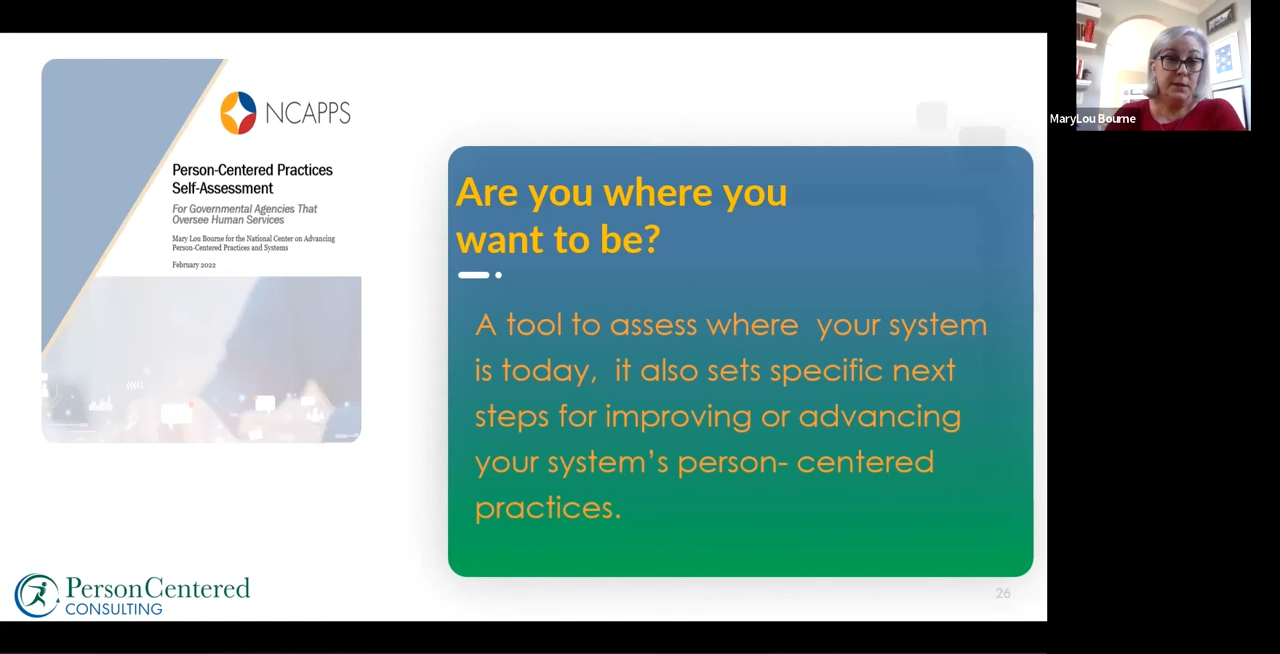 NCAPPS
Person-Centered Practices
Self-Assessment
For Governmental Agencies That
Oversee Human Services
Mary Lou Bourne for the National Center on Advancing
Person-Centered Practices and Systems
February 2022
Are you where you
want to be?
A tool to assess where  your system
is today,  it also sets specific next
steps for improving or advancing
your system’s person- centered
practices.
PersonCentered
CONSULTING
26
MaryLou Bourne